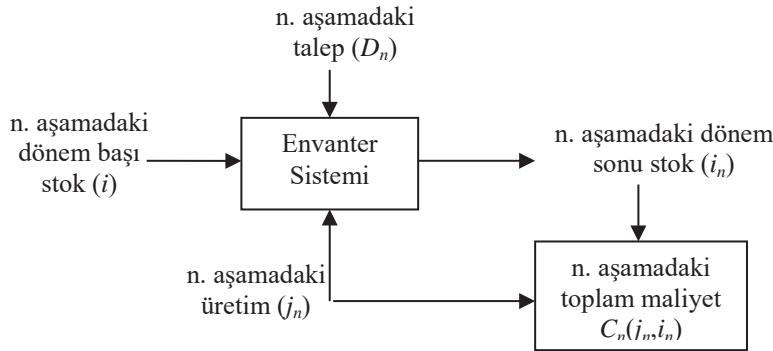 n. aşamadaki
talep (Dₙ)
n. aşamadaki
dönem başı
stok (i)
Envanter
Sistemi
n. aşamadaki dönem
sonu stok (iₙ)
n. aşamadaki
üretim (jₙ)
n. aşamadaki
toplam maliyet
Cₙ(jₙ,iₙ)